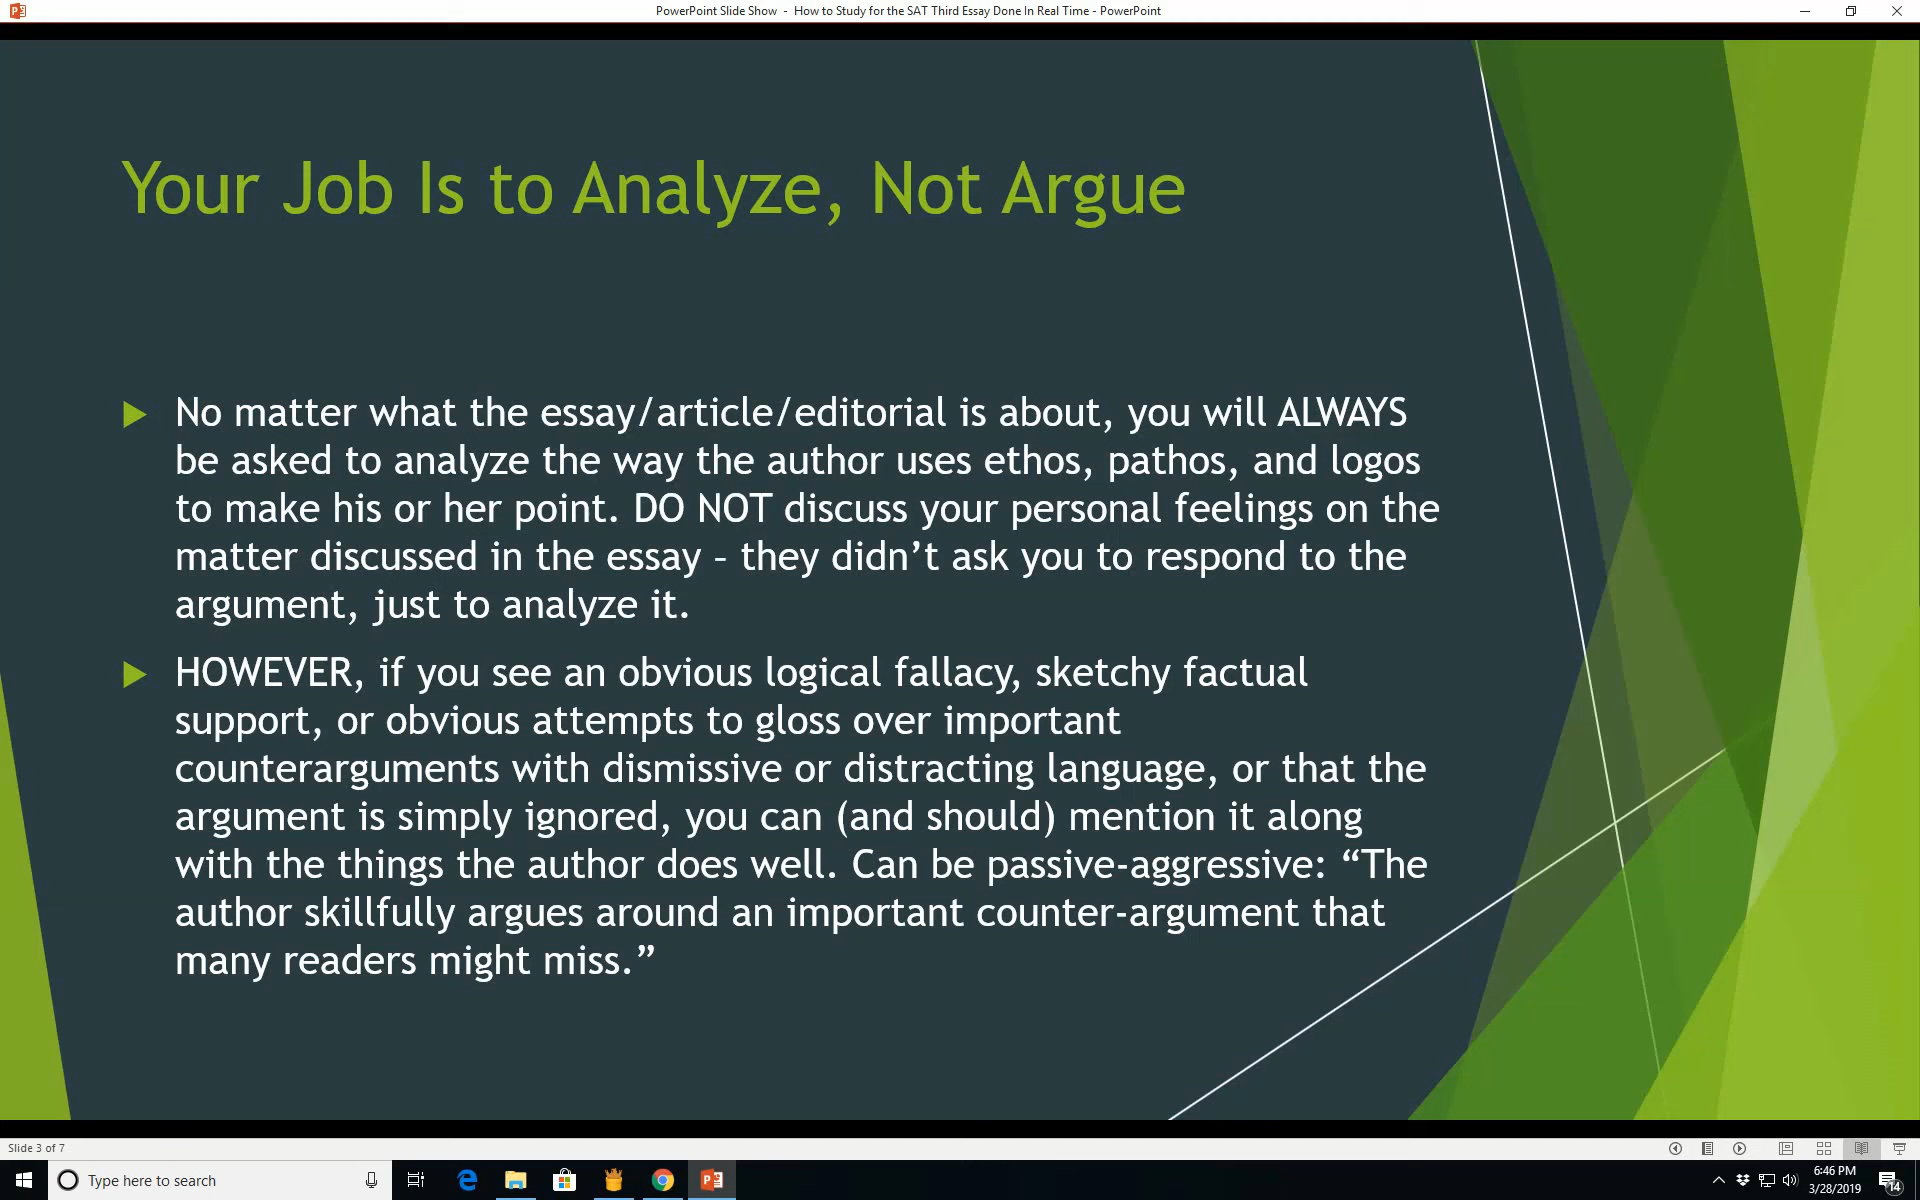 PowerPoint Slide Show - How to Study for the SAT Third Essay Done In Real Time - PowerPoint
Your Job Is to Analyze, Not Argue
No matter what the essay/article/editorial is about, you will ALWAYS
be asked to analyze the way the author uses ethos, pathos, and logos
to make his or her point. DO NOT discuss your personal feelings on the
matter discussed in the essay – they didn’t ask you to respond to the
argument, just to analyze it.
HOWEVER, if you see an obvious logical fallacy, sketchy factual
support, or obvious attempts to gloss over important
counterarguments with dismissive or distracting language, or that the
argument is simply ignored, you can (and should) mention it along
with the things the author does well. Can be passive-aggressive: “The
author skillfully argues around an important counter-argument that
many readers might miss.”
Slide 3 of 7
Type here to search
6:46 PM
3/28/2019
14